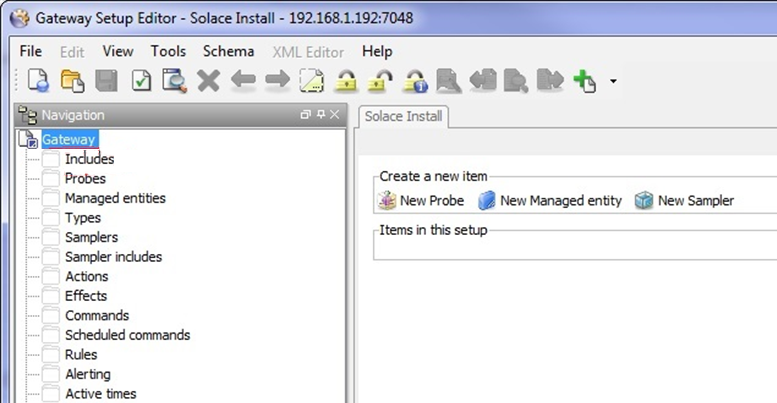 Gateway Setup Editor - Solace Install - 192.168.1.192:7048
File Edit View Tools Schema XML Editor Help
Navigation
Gateway
Includes
Probes
Managed entities
Types
Samplers
Sampler includes
Actions
Effects
Commands
Scheduled commands
Rules
Alerting
Active times
Solace Install
Create a new item
New Probe New Managed entity New Sampler
Items in this setup